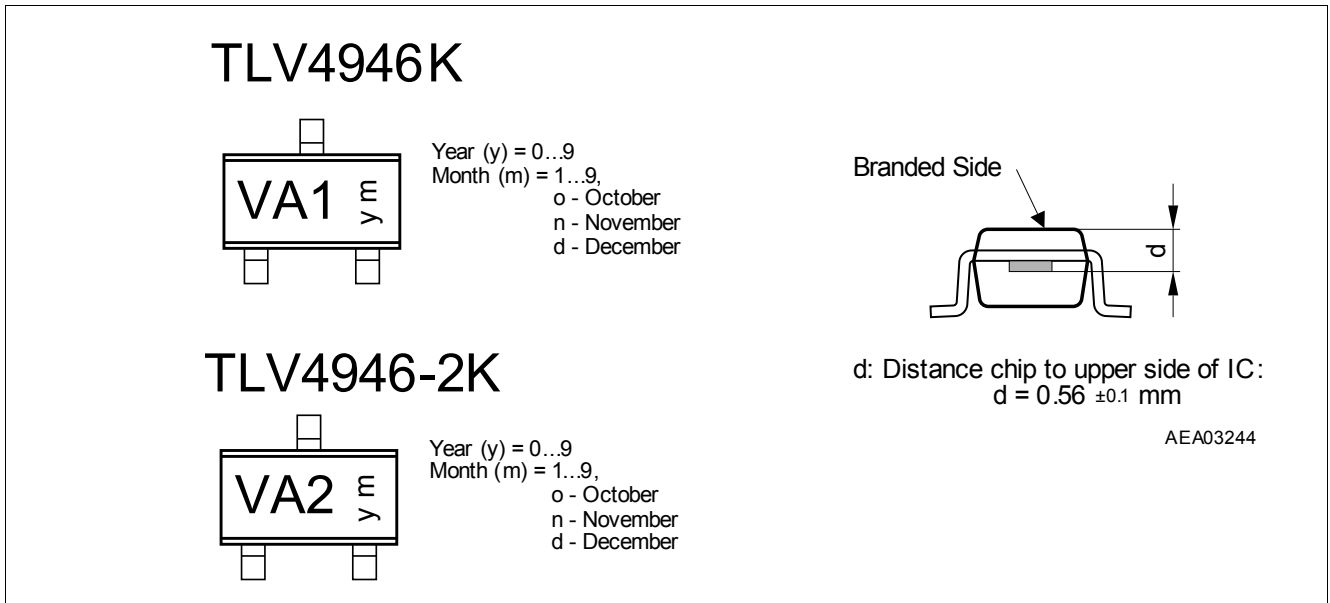 TLV4946K
VA1 y m
Year (y) = 0...9
Month (m) = 1...9,
o - October
n - November
d - December
TLV4946-2K
VA2 y m
Year (y) = 0...9
Month (m) = 1...9,
o - October
n - November
d - December
Branded Side
d
d: Distance chip to upper side of IC:
d = 0.56 ±0.1 mm
AEA03244